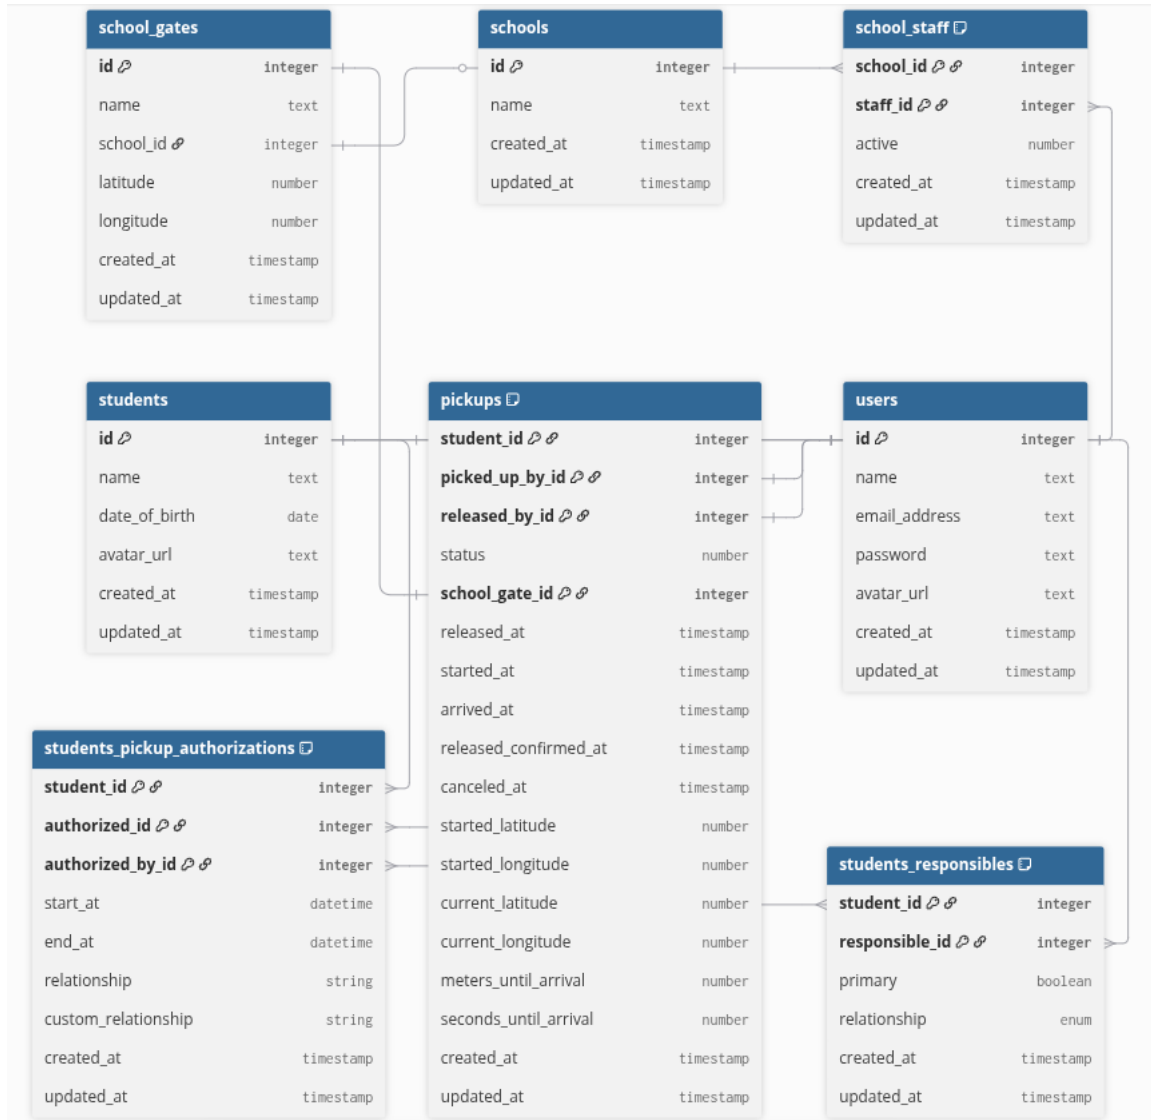 school_gates
id integer
name text
school_id integer
latitude number
longitude number
created_at timestamp
updated_at timestamp
schools
id integer
name text
created_at timestamp
updated_at timestamp
school_staff
school_id integer
staff_id integer
active number
created_at timestamp
updated_at timestamp
students
id integer
name text
date_of_birth date
avatar_url text
created_at timestamp
updated_at timestamp
pickups
student_id integer
picked_up_by_id integer
released_by_id integer
status number
school_gate_id integer
released_at timestamp
started_at timestamp
arrived_at timestamp
released_confirmed_at timestamp
canceled_at timestamp
started_latitude number
started_longitude number
current_latitude number
current_longitude number
meters_until_arrival number
seconds_until_arrival number
created_at timestamp
updated_at timestamp
users
id integer
name text
email_address text
password text
avatar_url text
created_at timestamp
updated_at timestamp
students_pickup_authorizations
student_id integer
authorized_id integer
authorized_by_id integer
start_at datetime
end_at datetime
relationship string
custom_relationship string
created_at timestamp
updated_at timestamp
students_responsibles
student_id integer
responsible_id integer
primary boolean
relationship enum
created_at timestamp
updated_at timestamp